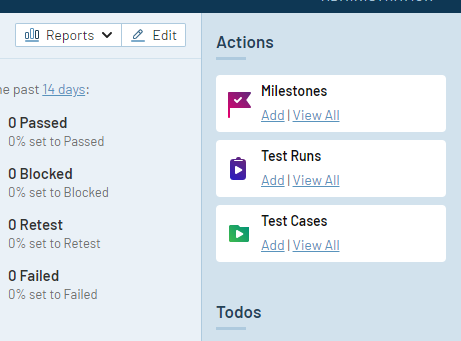 Reports Edit
past 14 days:
0 Passed
0% set to Passed
0 Blocked
0% set to Blocked
0 Retest
0% set to Retest
0 Failed
0% set to Failed
Actions
Milestones
Add | View All
Test Runs
Add | View All
Test Cases
Add | View All
Todos